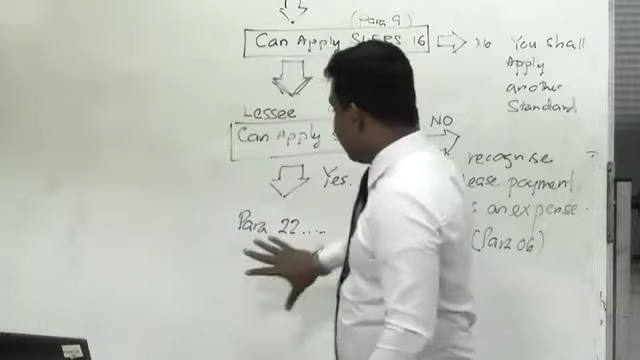 (Para 9)
Can Apply SLFRS 16
No You shall
Apply
another
Standard
Lessee
Can Apply
NO
Yes.
recognise
lease payment
an expense.
(Para 06)
Para 22.....